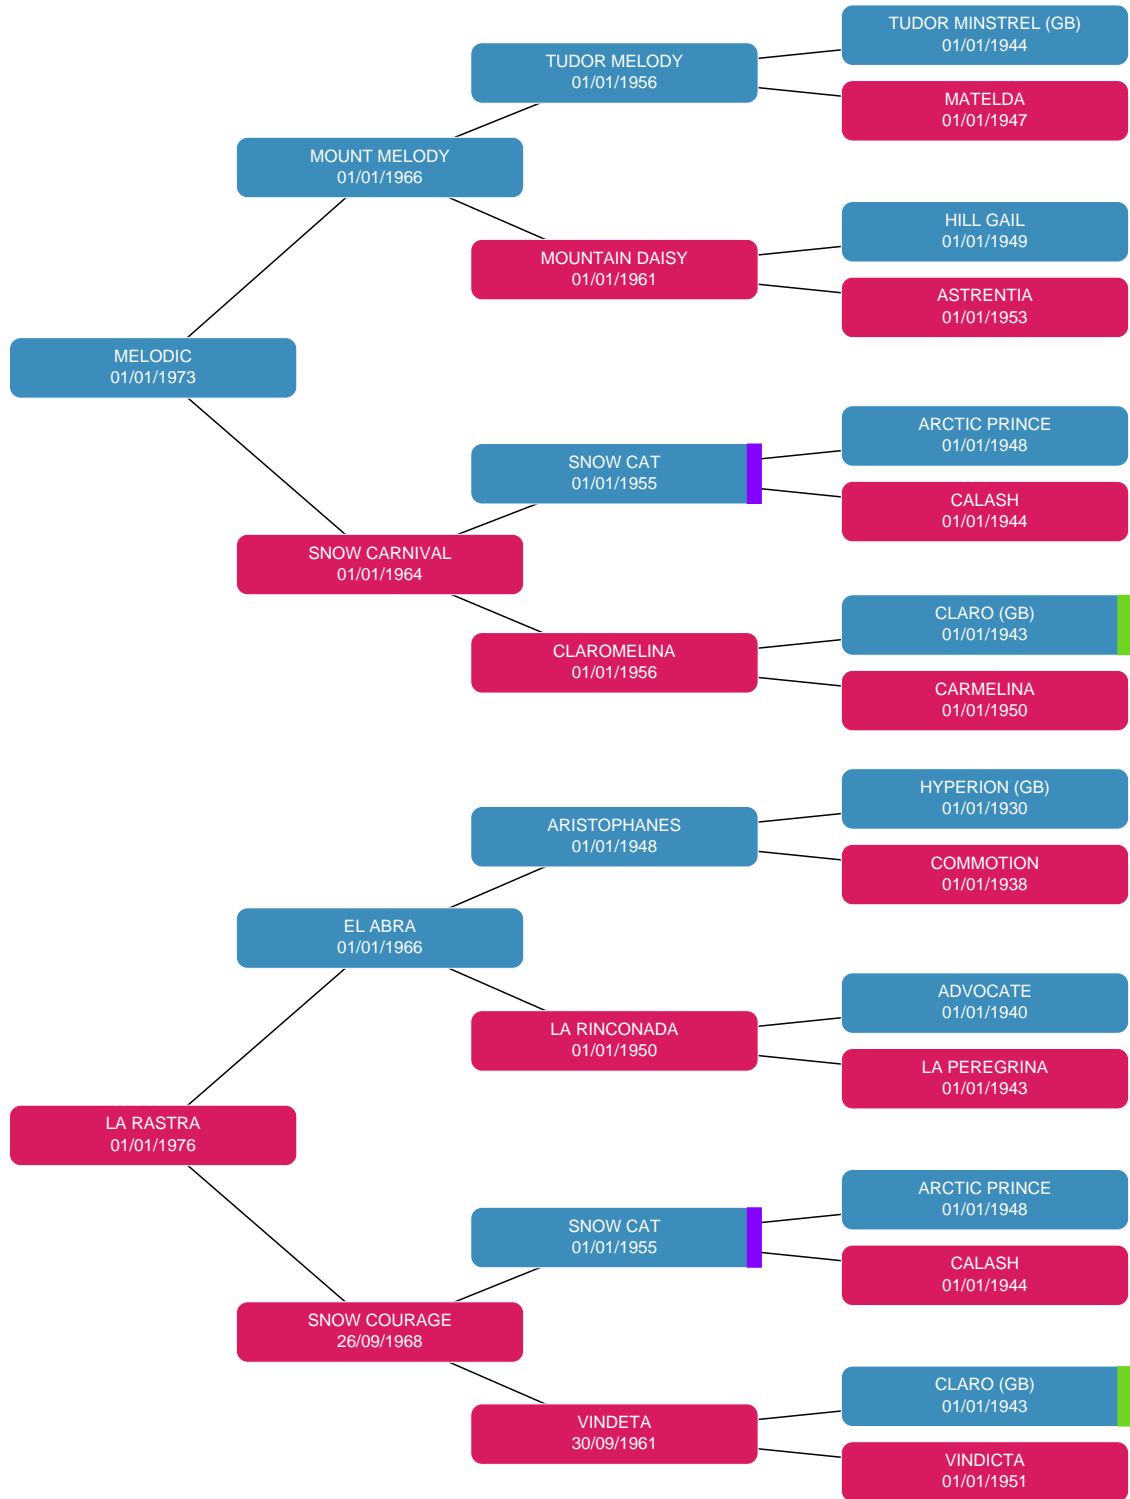 TUDOR MINSTREL (GB)
01/01/1944
TUDOR MELODY
01/01/1956
MATELDA
01/01/1947
MOUNT MELODY
01/01/1966
HILL GAIL
01/01/1949
MOUNTAIN DAISY
01/01/1961
ASTRENTIA
01/01/1953
MELODIC
01/01/1973
ARCTIC PRINCE
01/01/1948
SNOW CAT
01/01/1955
CALASH
01/01/1944
SNOW CARNIVAL
01/01/1964
CLARO (GB)
01/01/1943
CLAROMELINA
01/01/1956
CARMELINA
01/01/1950
HYPERION (GB)
01/01/1930
ARISTOPHANES
01/01/1948
COMMOTION
01/01/1938
EL ABRA
01/01/1966
ADVOCATE
01/01/1940
LA RINCONADA
01/01/1950
LA PEREGRINA
01/01/1943
LA RASTRA
01/01/1976
ARCTIC PRINCE
01/01/1948
SNOW CAT
01/01/1955
CALASH
01/01/1944
SNOW COURAGE
26/09/1968
CLARO (GB)
01/01/1943
VINDETA
30/09/1961
VINDICTA
01/01/1951